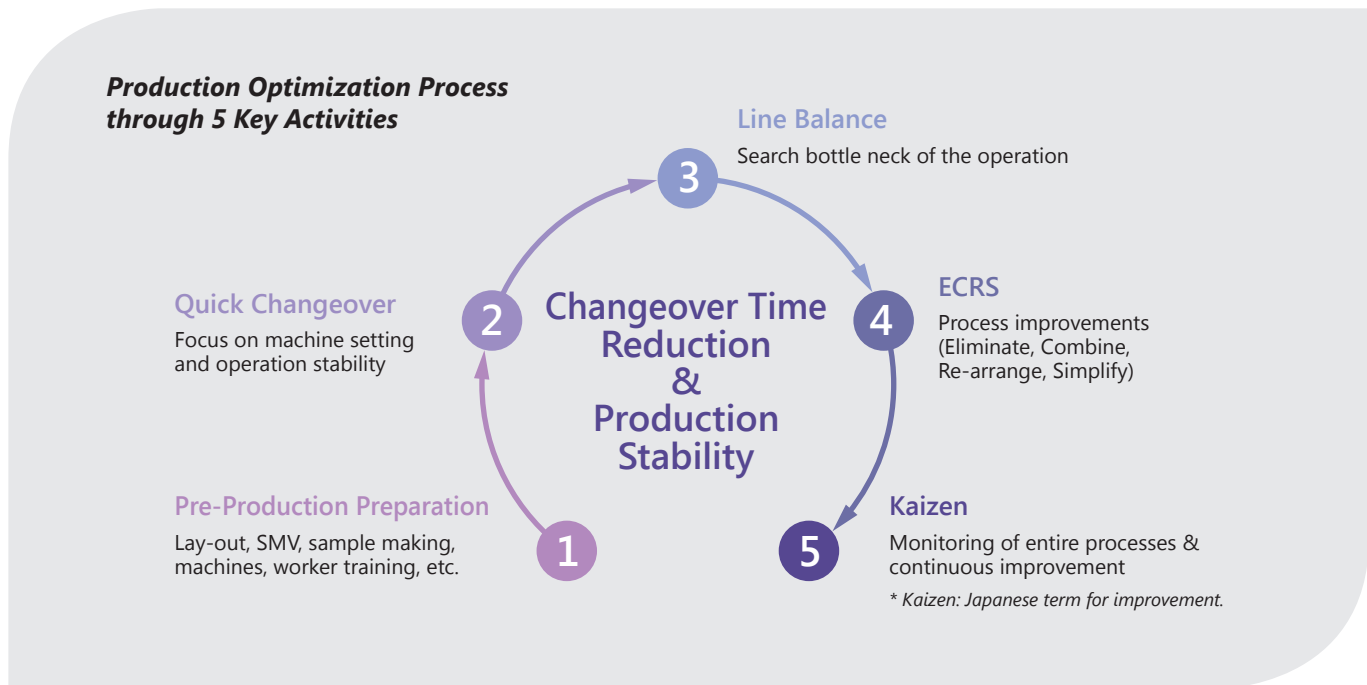 Production Optimization Process
through 5 Key Activities
1
Pre-Production Preparation
Lay-out, SMV, sample making,
machines, worker training, etc.
2
Quick Changeover
Focus on machine setting
and operation stability
3
Line Balance
Search bottle neck of the operation
4
ECRS
Process improvements
(Eliminate, Combine,
Re-arrange, Simplify)
5
Kaizen
Monitoring of entire processes &
continuous improvement
* Kaizen: Japanese term for improvement.
Changeover Time
Reduction
&
Production
Stability